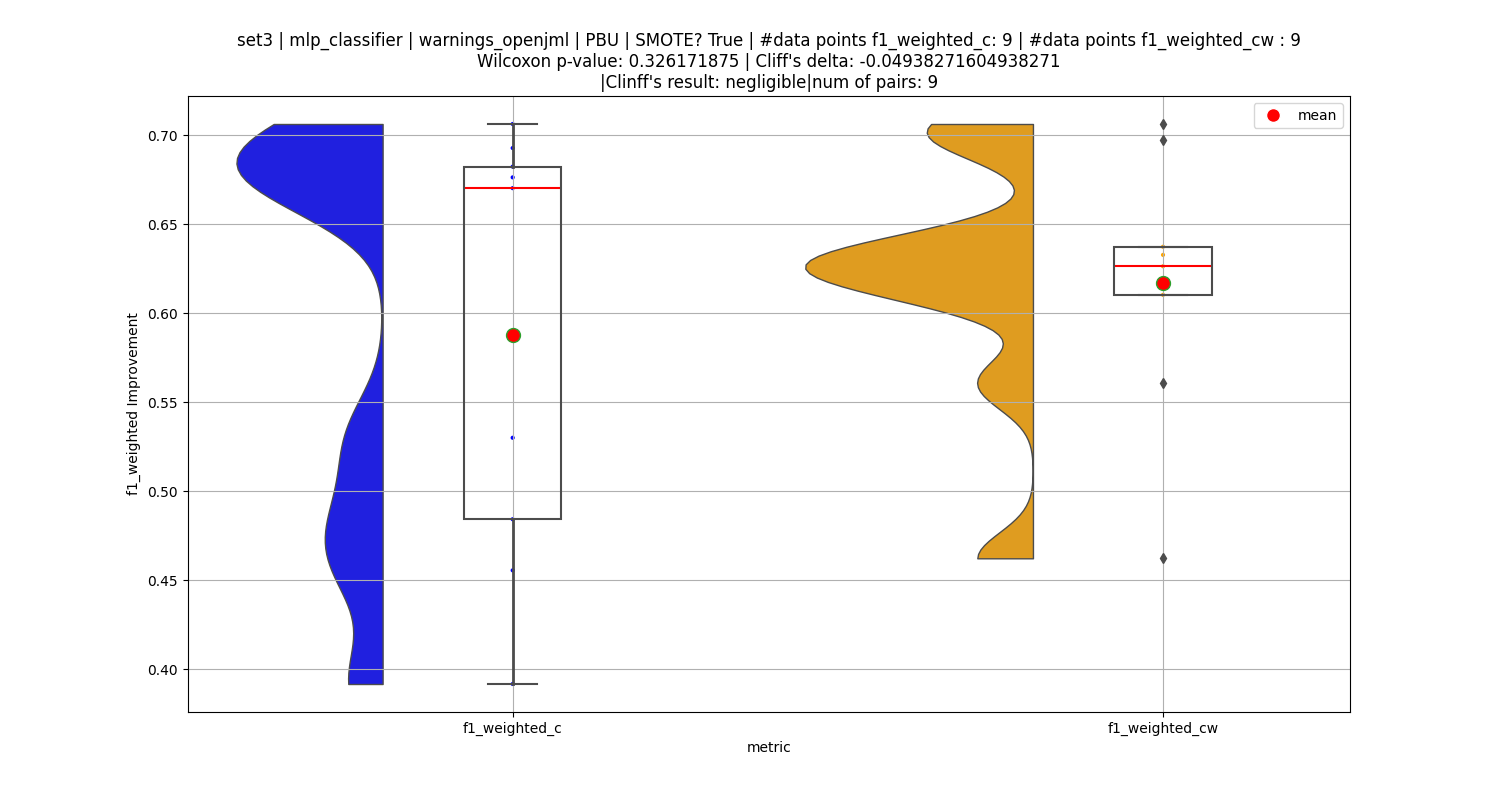 set3 | mlp_classifier | warnings_openjml | PBU | SMOTE? True | #data points f1_weighted_c: 9 | #data points f1_weighted_cw : 9
Wilcoxon p-value: 0.326171875 | Cliff's delta: -0.04938271604938271
|Clinff's result: negligible|num of pairs: 9
mean
0.70
0.65
0.60
0.55
0.50
0.45
0.40
f1_weighted Improvement
f1_weighted_c
f1_weighted_cw
metric